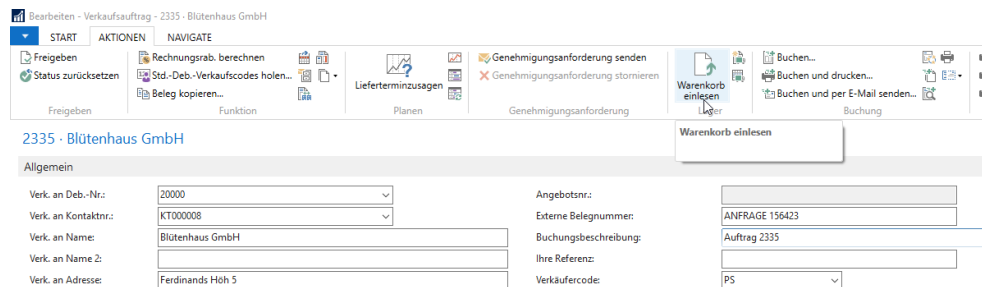 Bearbeiten - Verkaufsauftrag - 2335 · Blütenhaus GmbH
START AKTIONEN NAVIGATE
Freigeben Rechnungsrab. berechnen Genehmigungsanforderung senden Buchen...
Status zurücksetzen Std.-Deb.-Verkaufscodes holen... Lieferterminzusagen Genehmigungsanforderung stornieren Warenkorb einlesen Buchen und drucken...
Beleg kopieren... Buchen und per E-Mail senden...
Freigeben Funktion Planen Genehmigungsanforderung Buchung
Warenkorb einlesen
2335 · Blütenhaus GmbH
Allgemein
Verk. an Deb.-Nr.: 20000 Angebotsnr.:
Verk. an Kontaktnr.: KT000008 Externe Belegnummer: ANFRAGE 156423
Verk. an Name: Blütenhaus GmbH Buchungsbeschreibung: Auftrag 2335
Verk. an Name 2: Ihre Referenz:
Verk. an Adresse: Ferdinands Höh 5 Verkäufercode: PS